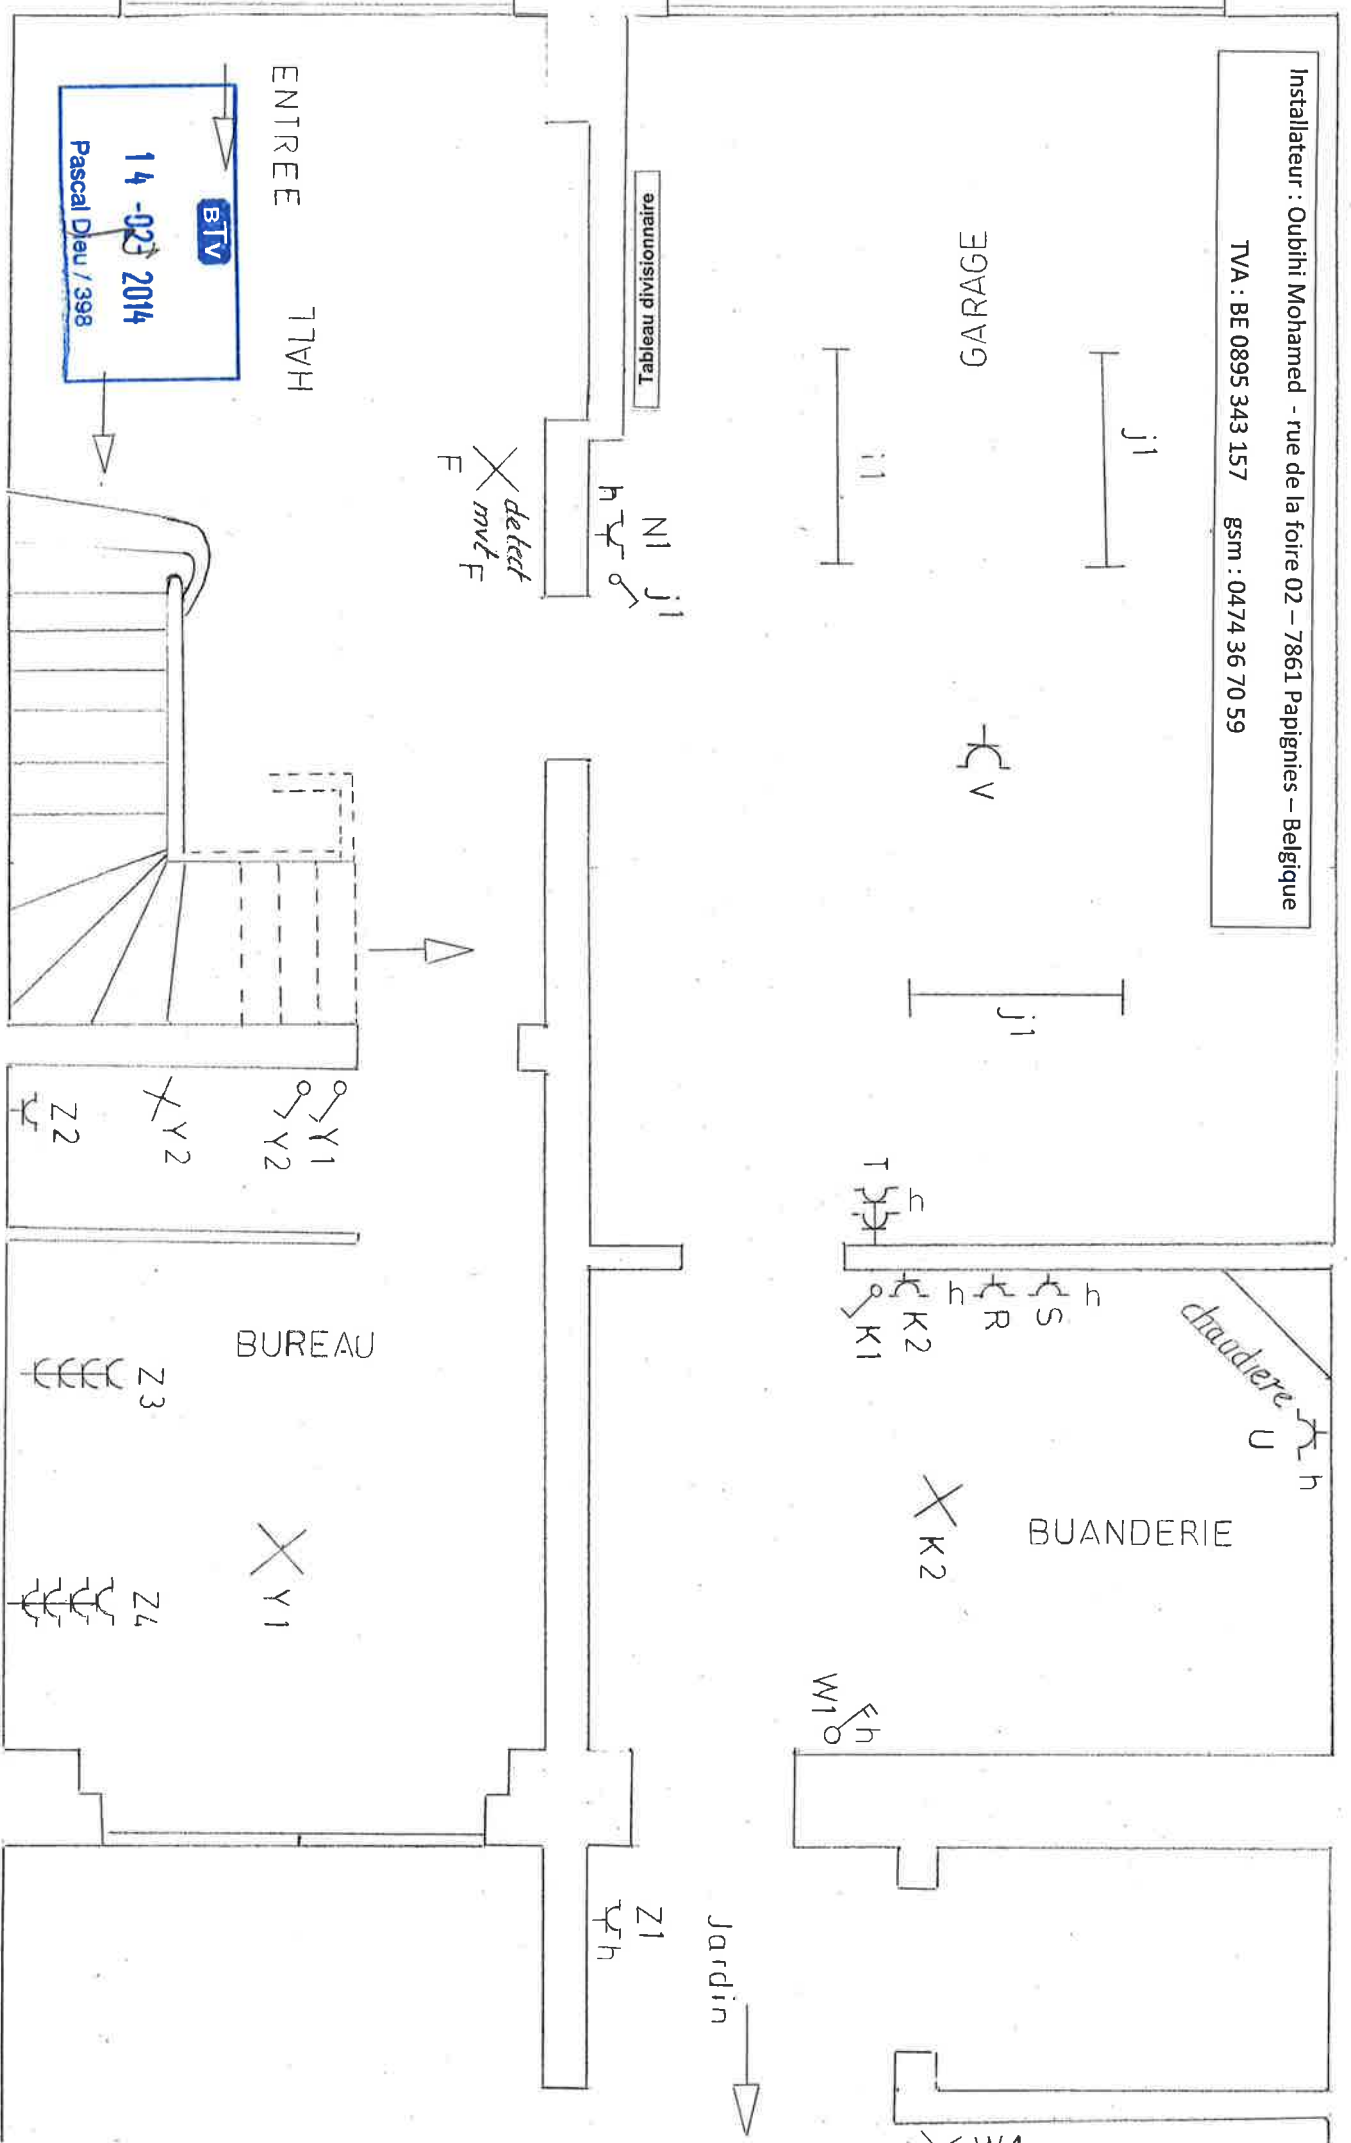 Installateur : Oubihi Mohamed - rue de la foire 02 – 7861 Papignies – Belgique
TVA : BE 0895 343 157 gsm : 0474 36 70 59
GARAGE
j1
i1
V
j1
Tableau divisionnaire
N1
h
j1
detect
mvt F
F
ENTREE
HALL
BTV
14 -02- 2014
Pascal Dieu / 398
T
h
K1
K2
h
R
S
h
chaudiere
U
h
BUANDERIE
K2
W1
h
Y1
Y2
Y2
Z2
BUREAU
Z3
Y1
Z4
Z1
h
Jardin